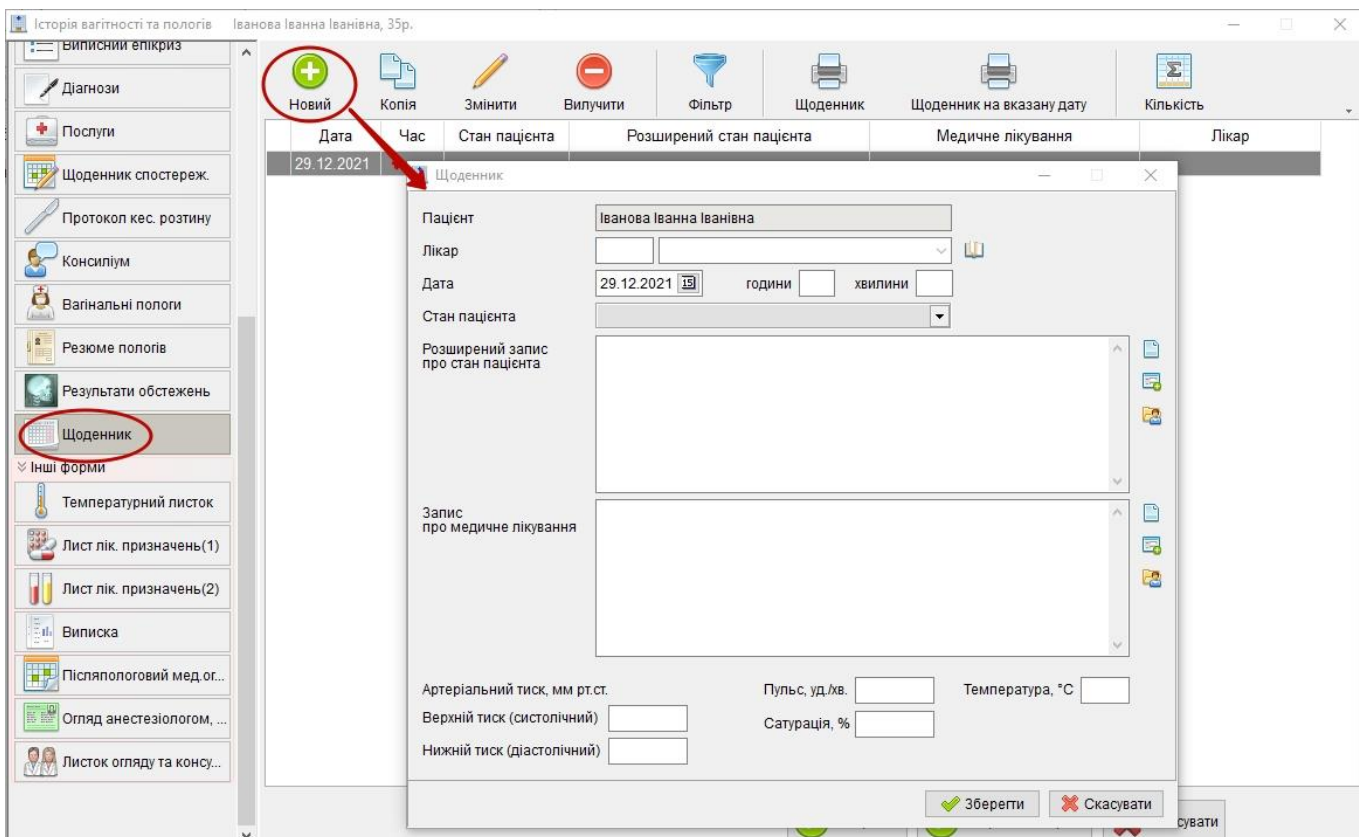 Історія вагітності та пологів Іванова Іванна Іванівна, 35р.
Виписний епікриз
Діагнози
Послуги
Щоденник спостереж.
Протокол кес. розтину
Консиліум
Вагінальні пологи
Резюме пологів
Результати обстежень
Щоденник
Інші форми
Температурний листок
Лист лік. призначень(1)
Лист лік. призначень(2)
Виписка
Післяпологовий мед.ог...
Огляд анестезіологом, ...
Листок огляду та консу...
Новий Копія Змінити Вилучити Фільтр Щоденник Щоденник на вказану дату Кількість
Дата Час Стан пацієнта Розширений стан пацієнта Медичне лікування Лікар
29.12.2021
Щоденник
Пацієнт Іванова Іванна Іванівна
Лікар
Дата 29.12.2021 15 години хвилини
Стан пацієнта
Розширений запис
про стан пацієнта
Запис
про медичне лікування
Артеріальний тиск, мм рт.ст. Пульс, уд./хв. Температура, °С
Верхній тиск (систолічний) Сатурація, %
Нижній тиск (діастолічний)
Зберегти Скасувати
сувати